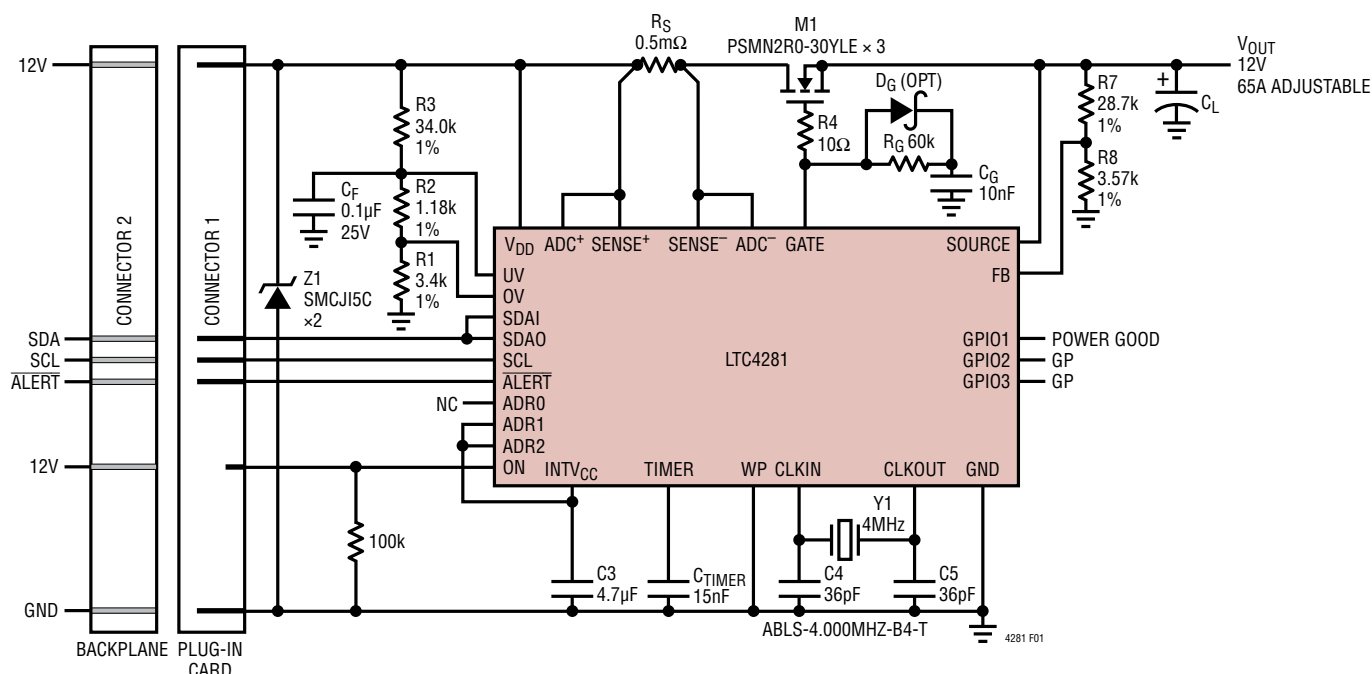 12V
SDA
SCL
ALERT
12V
GND
CONNECTOR 2
CONNECTOR 1
BACKPLANE
PLUG-IN
CARD
R3
34.0k
1%
CF
0.1µF
25V
R2
1.18k
1%
R1
3.4k
1%
Z1
SMCJI5C
×2
RS
0.5mΩ
M1
PSMN2R0-30YLE × 3
DG (OPT)
R4
10Ω
RG 60k
CG
10nF
VOUT
12V
65A ADJUSTABLE
R7
28.7k
1%
+
CL
R8
3.57k
1%
VDD
ADC+
SENSE+
SENSE−
ADC−
GATE
SOURCE
FB
UV
OV
SDAI
SDAO
SCL
ALERT
NC
ADR0
ADR1
ADR2
ON
LTC4281
GPIO1
POWER GOOD
GPIO2
GP
GPIO3
GP
INTVCC
TIMER
WP
CLKIN
CLKOUT
GND
100k
C3
4.7µF
CTIMER
15nF
Y1
4MHz
C4
36pF
C5
36pF
ABLS-4.000MHZ-B4-T
4281 F01